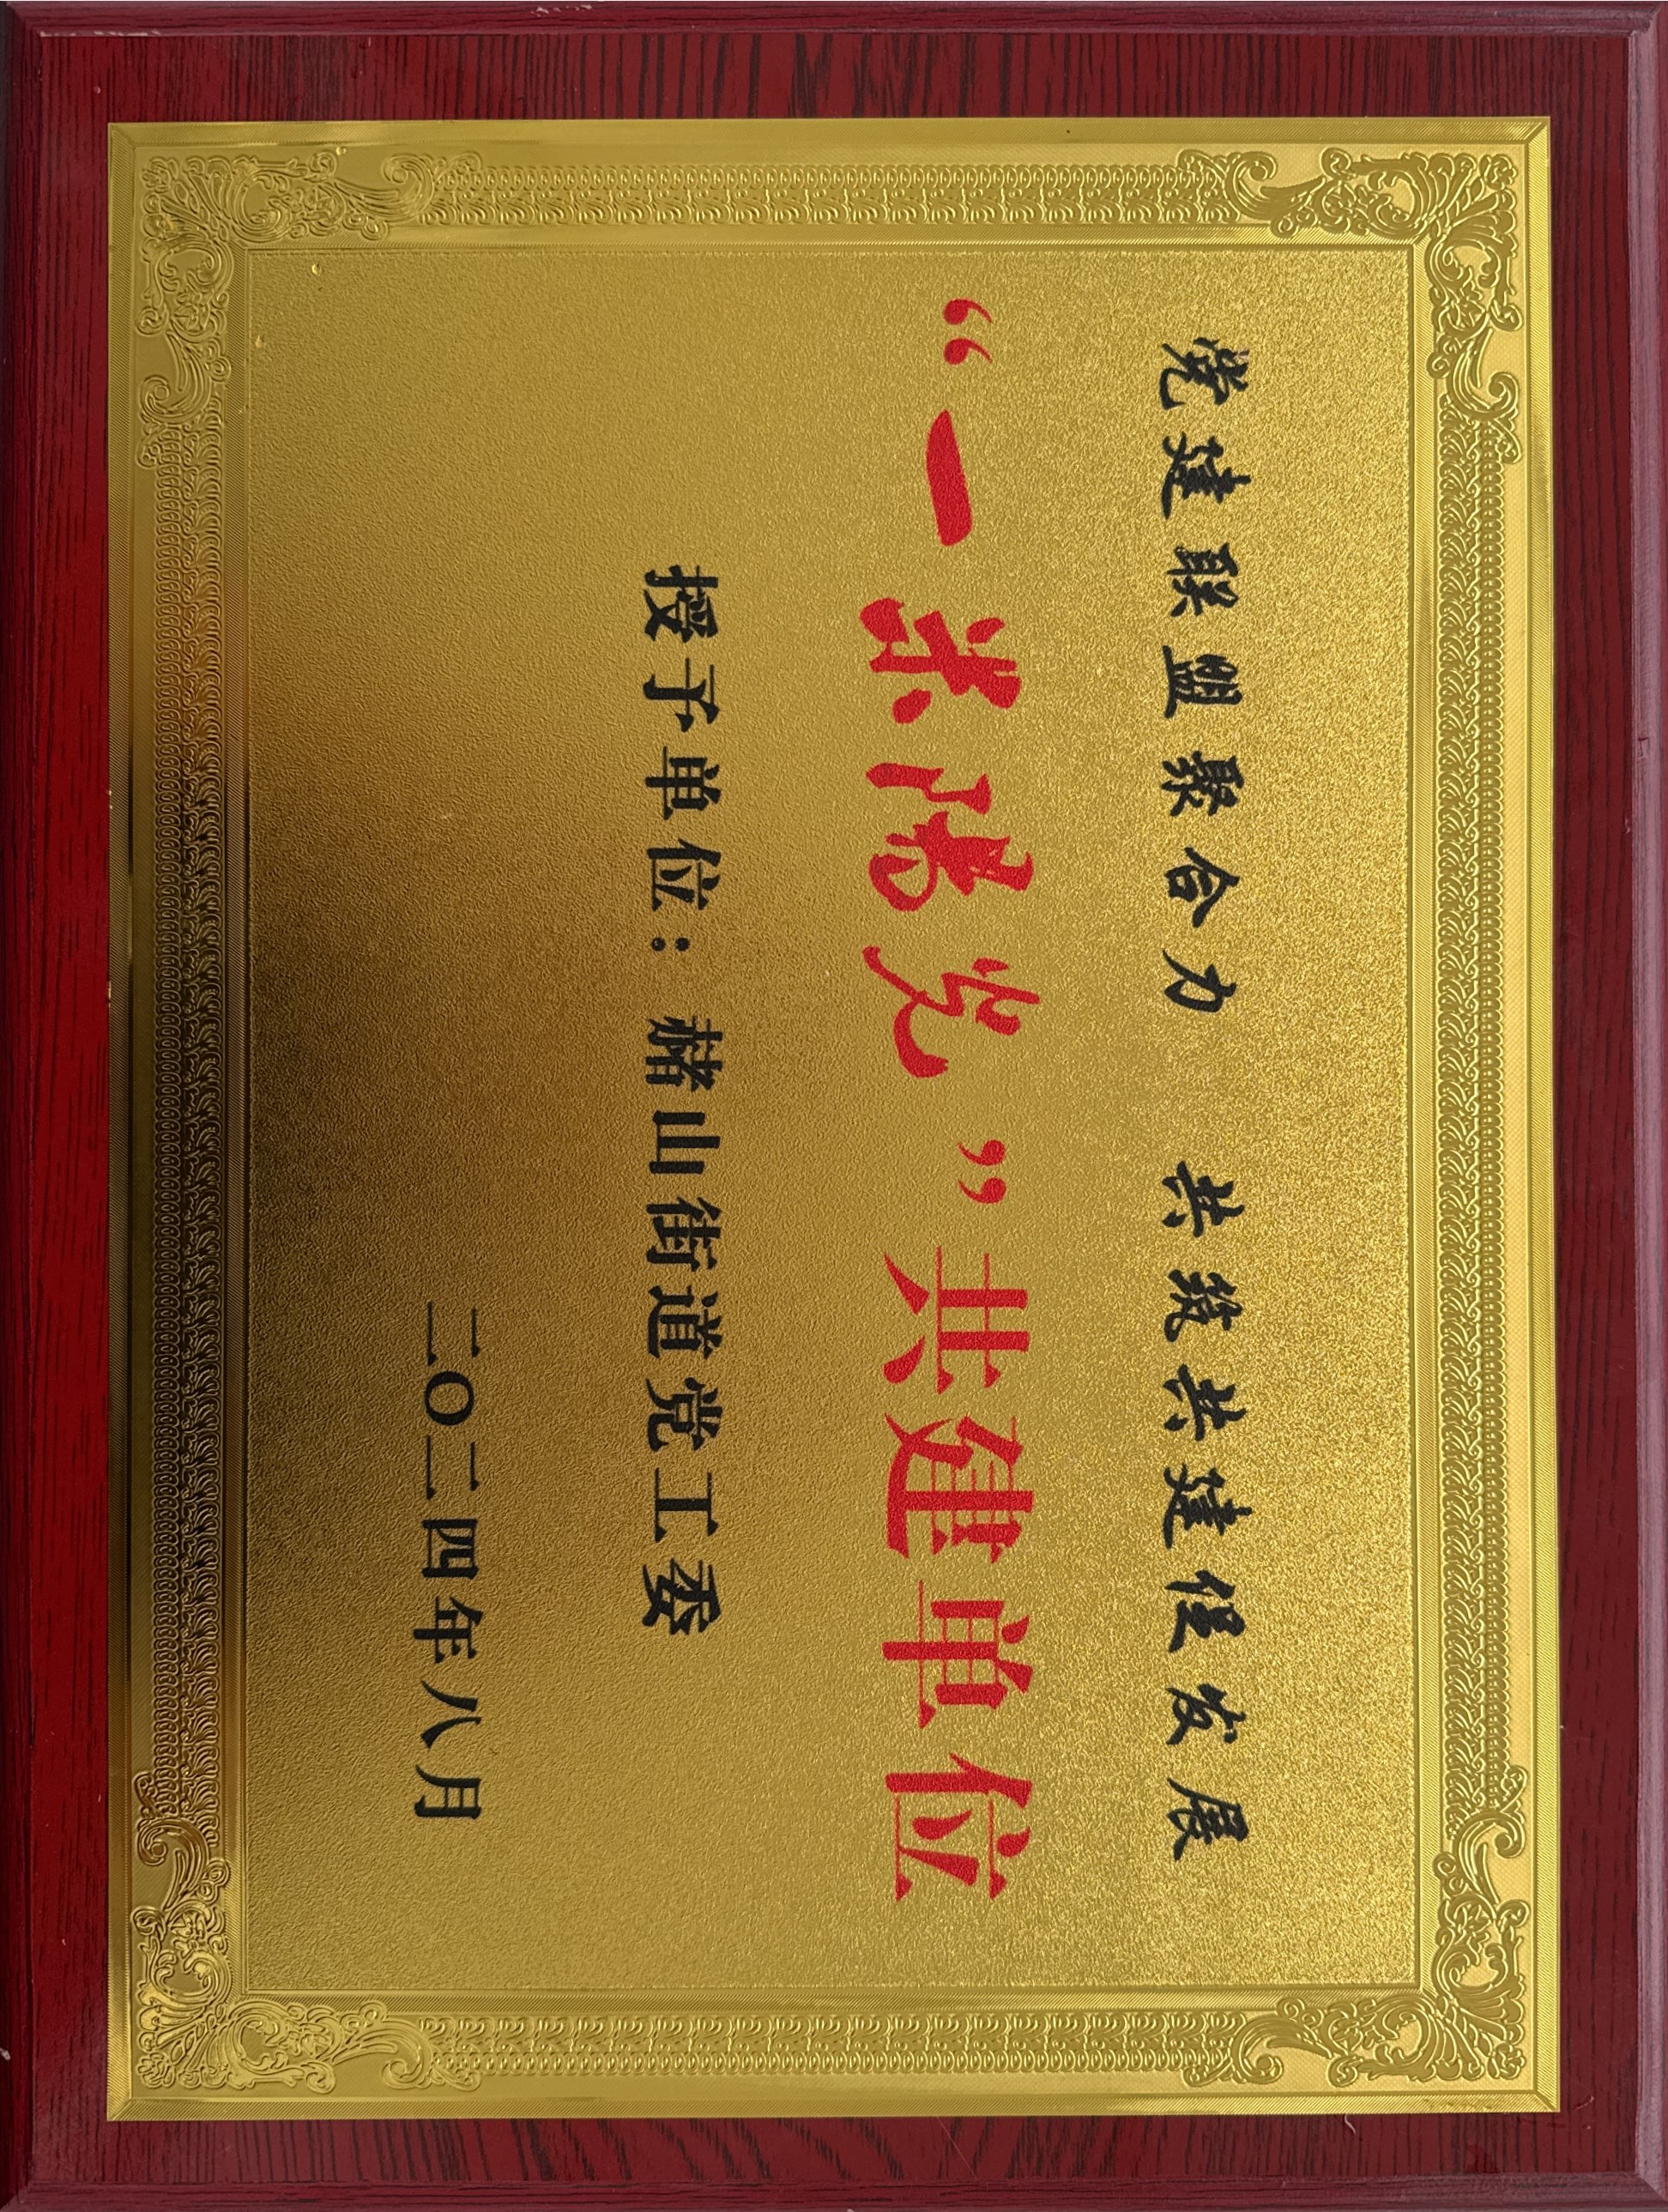 党建联盟聚合力 共筑共建促发展
“一米阳光”共建单位
授予单位：赭山街道党工委
二〇二四年八月